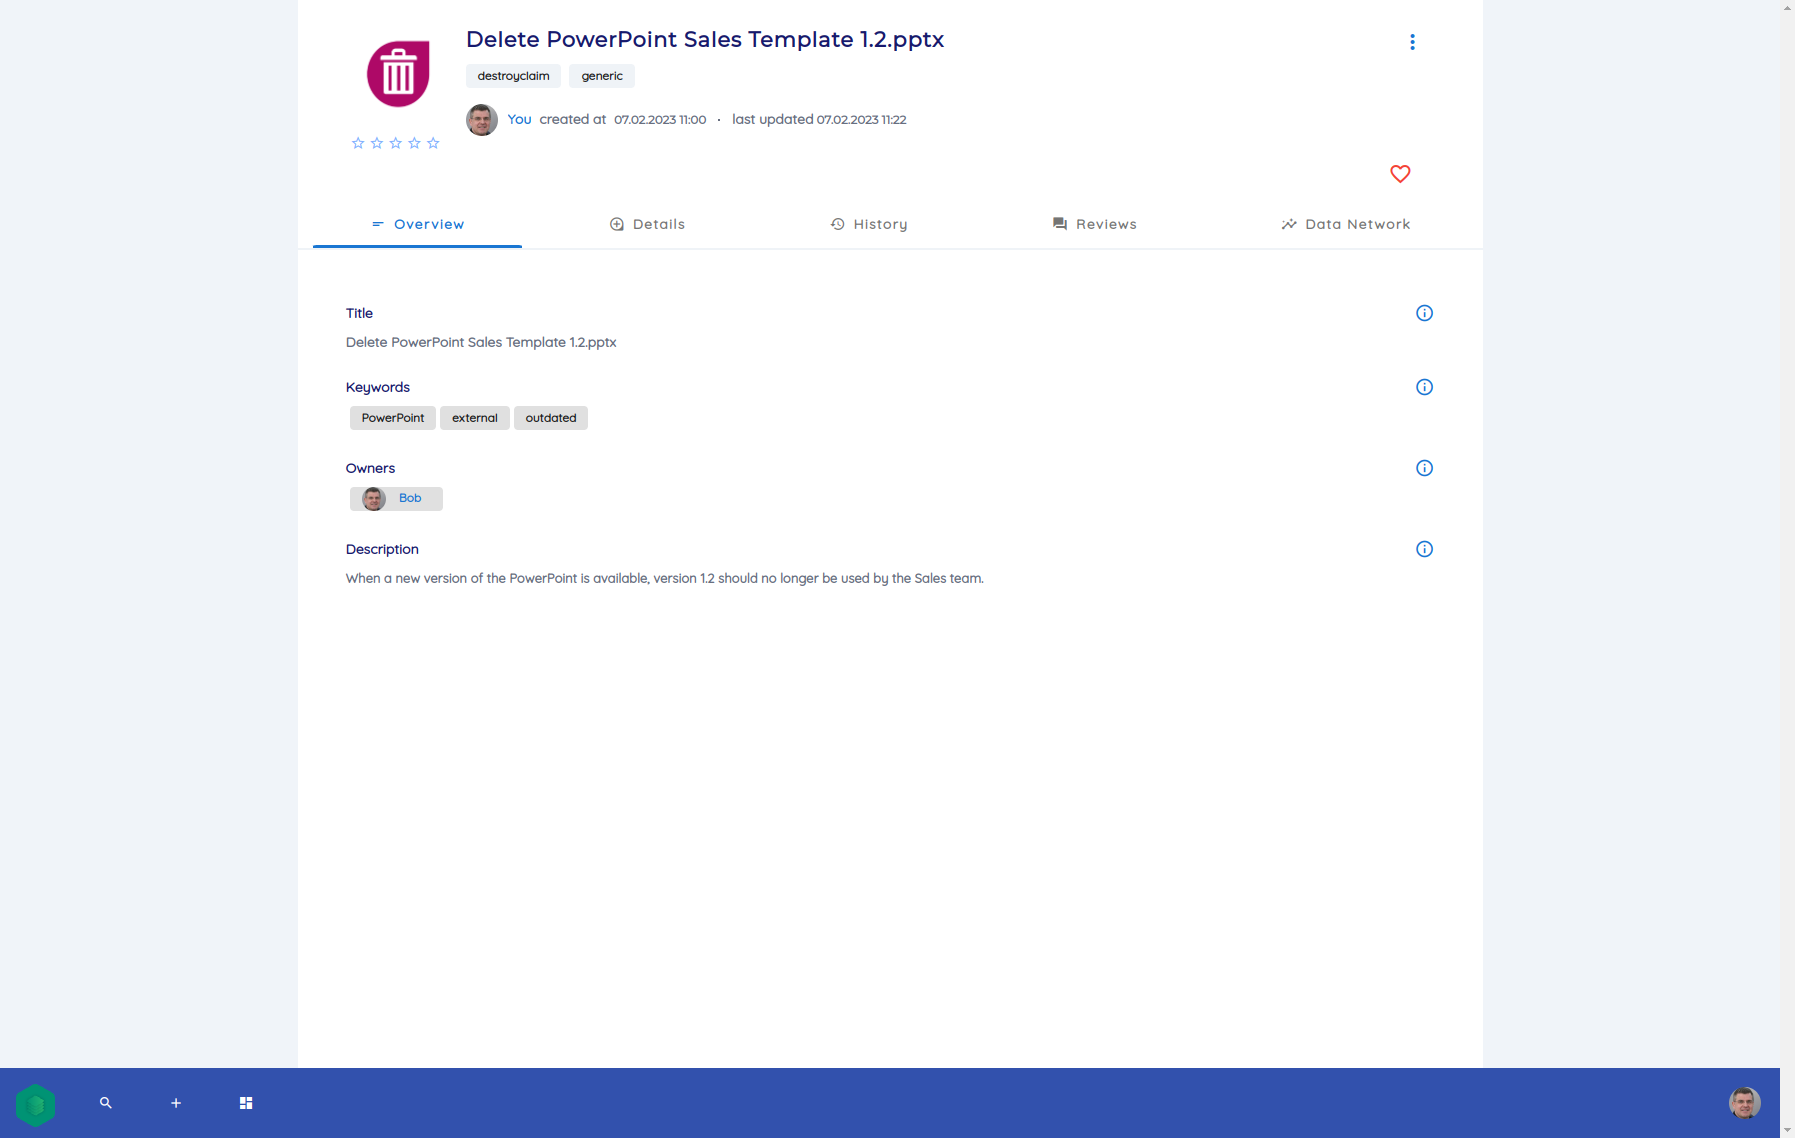 Delete PowerPoint Sales Template 1.2.pptx
destroyclaim generic
You created at 07.02.2023 11:00 · last updated 07.02.2023 11:22
Overview Details History Reviews Data Network
Title
Delete PowerPoint Sales Template 1.2.pptx
Keywords
PowerPoint external outdated
Owners
Bob
Description
When a new version of the PowerPoint is available, version 1.2 should no longer be used by the Sales team.